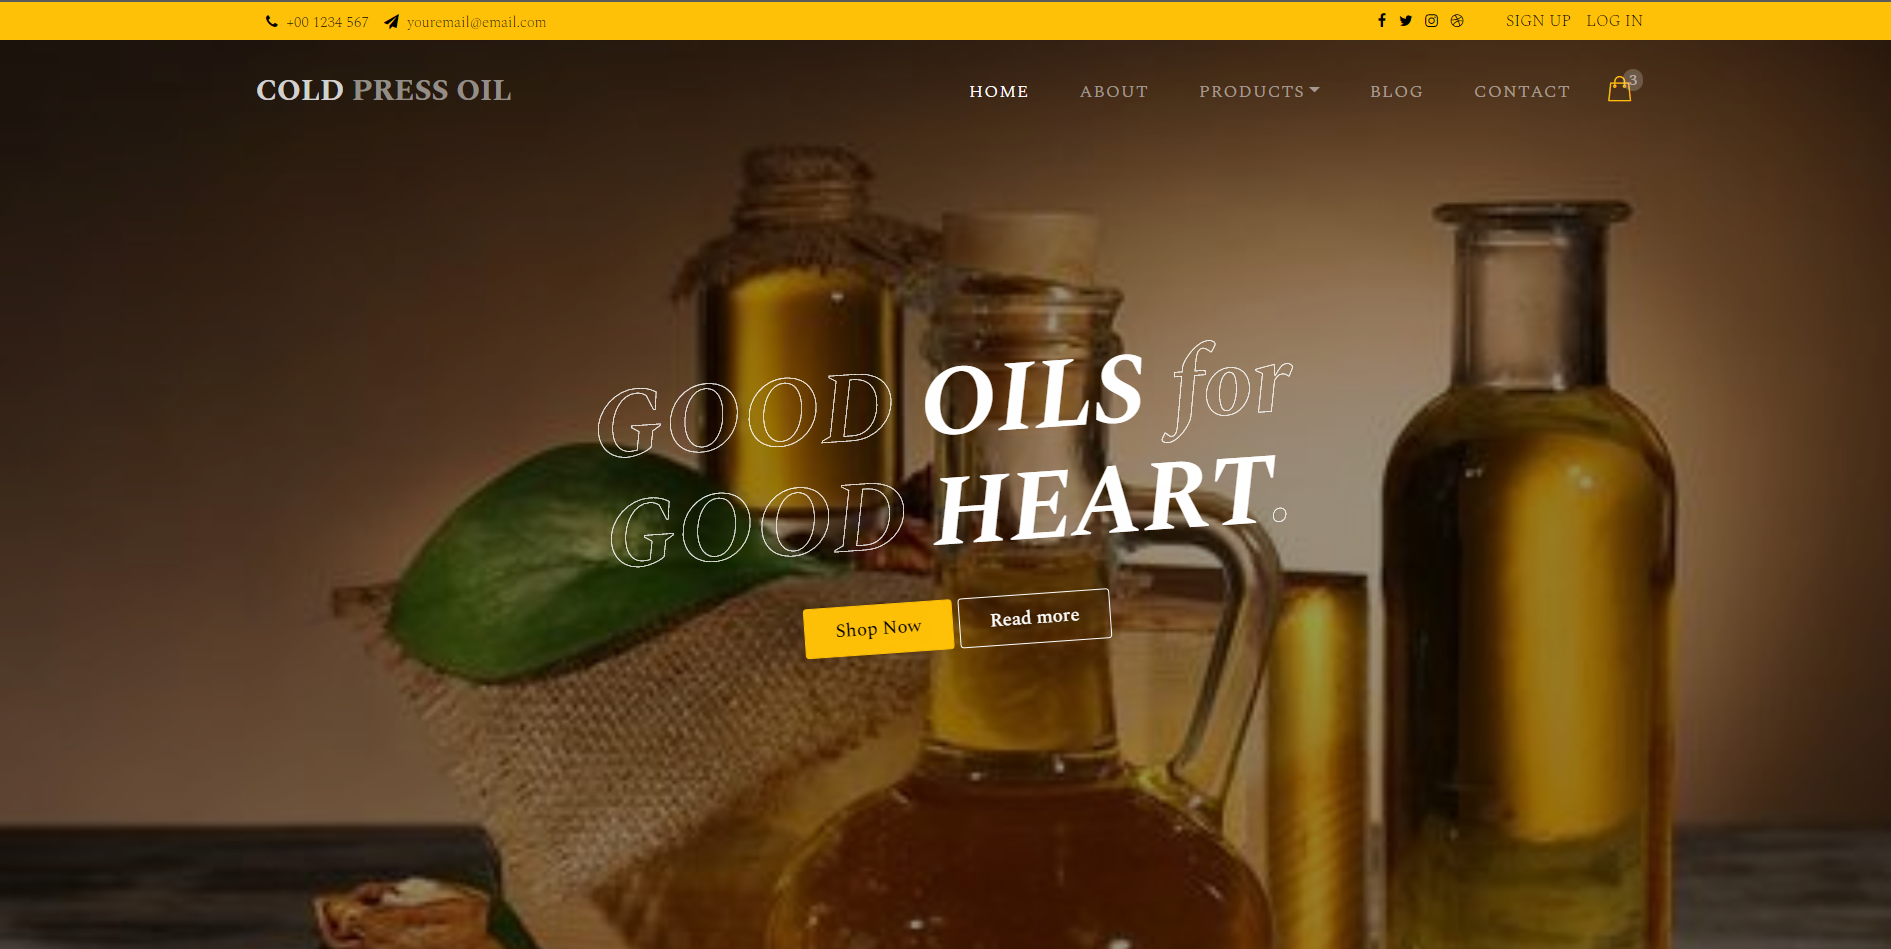 +00 1234 567 youremail@email.com SIGN UP LOG IN
COLD PRESS OIL HOME ABOUT PRODUCTS BLOG CONTACT 3
GOOD OILS for
GOOD HEART.
Shop Now Read more